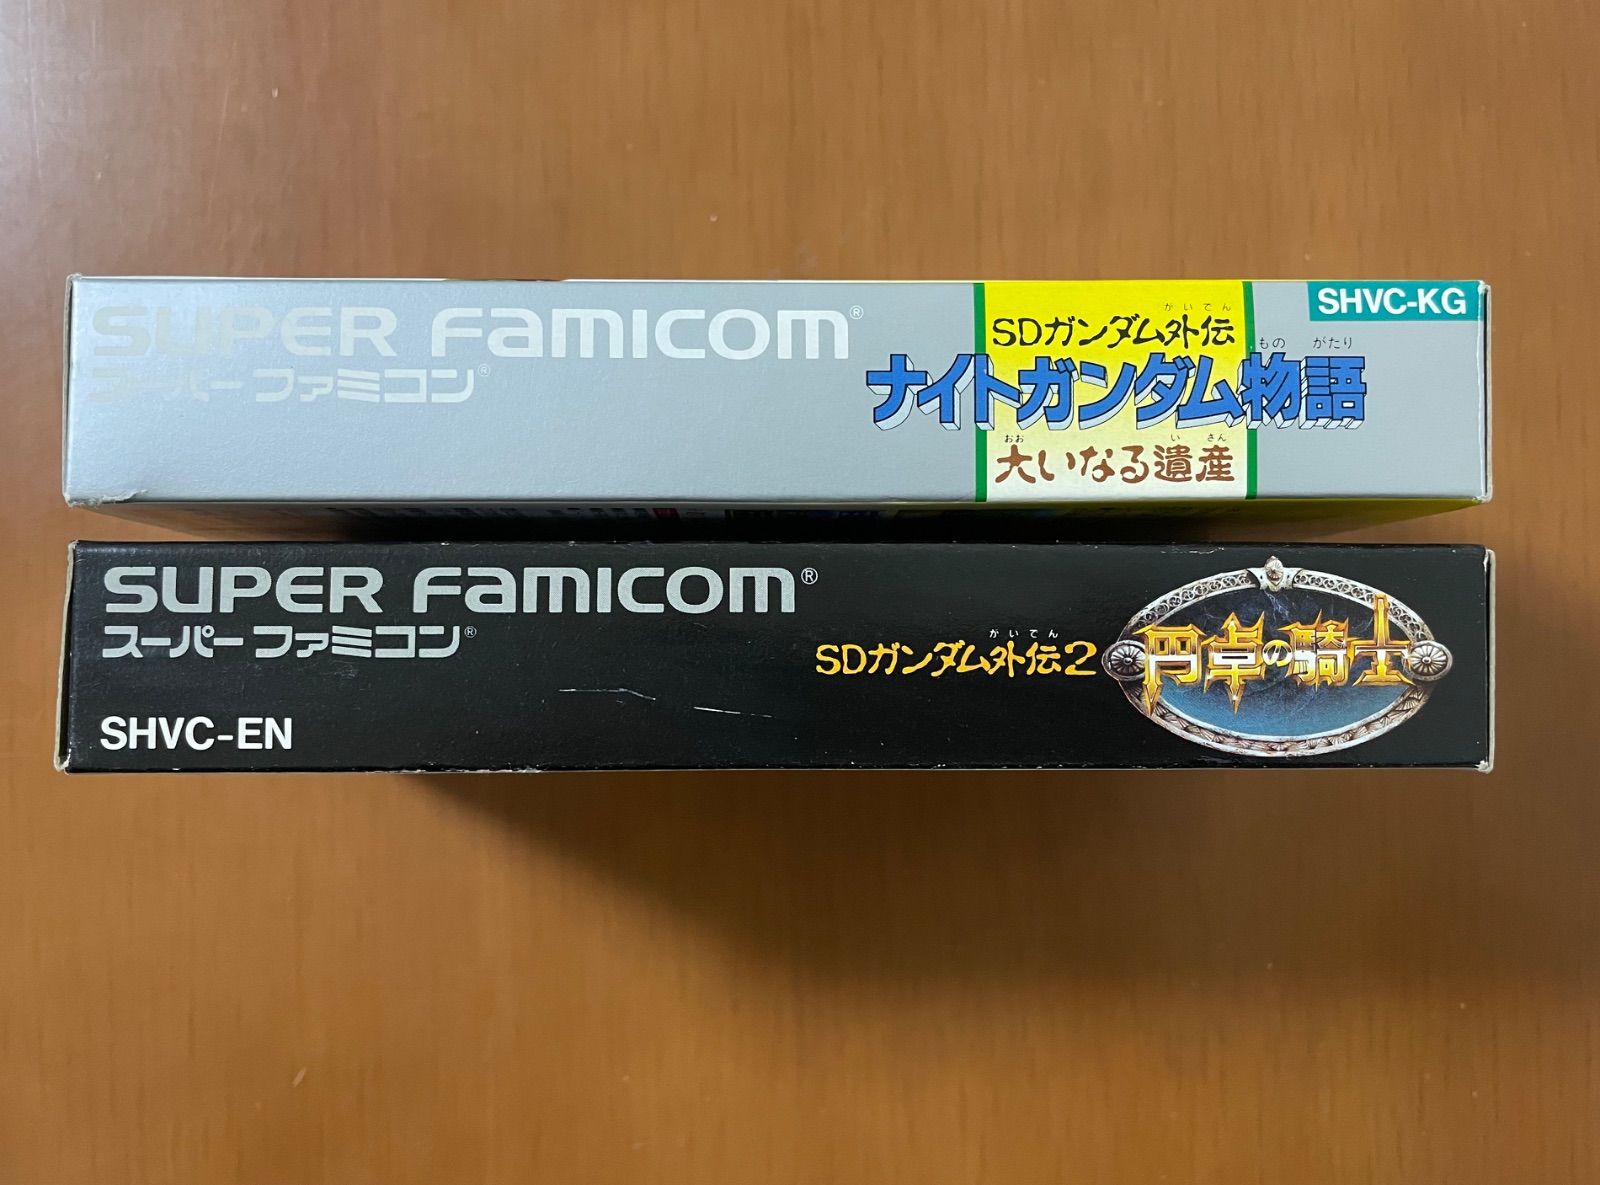 SUPER FAMICOM®
スーパーファミコン®
がいでん
SDガンダム外伝
ものがたり
ナイトガンダム物語
おお い さん
大いなる遺産
SHVC-KG
SUPER FAMICOM®
スーパーファミコン®
SHVC-EN
がいでん
SDガンダム外伝2
円卓の騎士